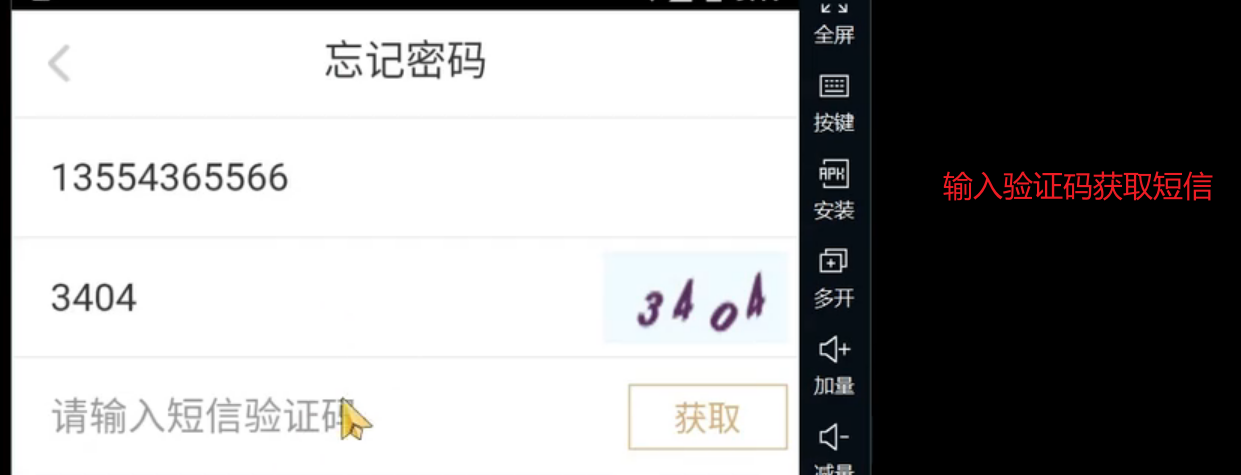 忘记密码
13554365566
3404
3404
请输入短信验证码
获取
全屏
按键
APK
安装
多开
加量
减量
输入验证码获取短信